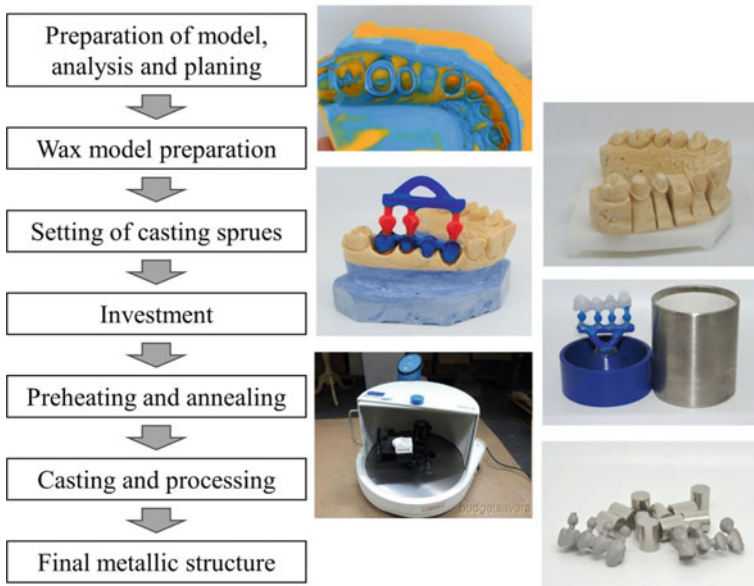 Preparation of model,
analysis and planing
Wax model preparation
Setting of casting sprues
Investment
Preheating and annealing
Casting and processing
Final metallic structure
budgetsavers